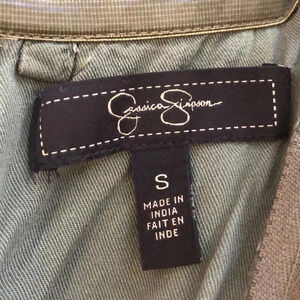 Jessica Simpson
S
MADE IN
INDIA
FAIT EN
INDE